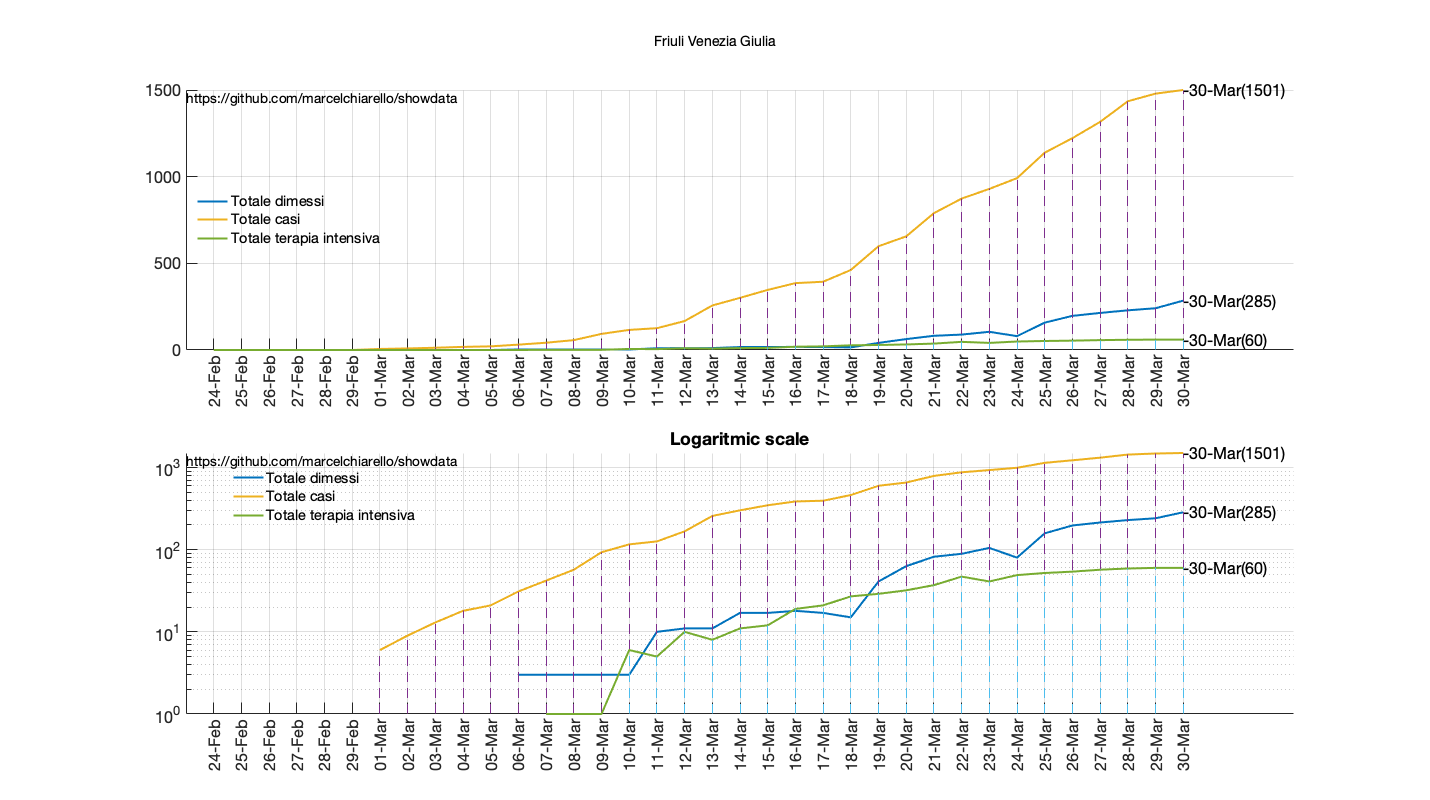 Friuli Venezia Giulia
https://github.com/marcelchiarello/showdata
1500
1000
500
0
Totale dimessi
Totale casi
Totale terapia intensiva
-30-Mar(1501)
-30-Mar(285)
-30-Mar(60)
24-Feb
25-Feb
26-Feb
27-Feb
28-Feb
29-Feb
01-Mar
02-Mar
03-Mar
04-Mar
05-Mar
06-Mar
07-Mar
08-Mar
09-Mar
10-Mar
11-Mar
12-Mar
13-Mar
14-Mar
15-Mar
16-Mar
17-Mar
18-Mar
19-Mar
20-Mar
21-Mar
22-Mar
23-Mar
24-Mar
25-Mar
26-Mar
27-Mar
28-Mar
29-Mar
30-Mar
Logaritmic scale
https://github.com/marcelchiarello/showdata
10³
10²
10¹
10⁰
Totale dimessi
Totale casi
Totale terapia intensiva
-30-Mar(1501)
-30-Mar(285)
-30-Mar(60)
24-Feb
25-Feb
26-Feb
27-Feb
28-Feb
29-Feb
01-Mar
02-Mar
03-Mar
04-Mar
05-Mar
06-Mar
07-Mar
08-Mar
09-Mar
10-Mar
11-Mar
12-Mar
13-Mar
14-Mar
15-Mar
16-Mar
17-Mar
18-Mar
19-Mar
20-Mar
21-Mar
22-Mar
23-Mar
24-Mar
25-Mar
26-Mar
27-Mar
28-Mar
29-Mar
30-Mar